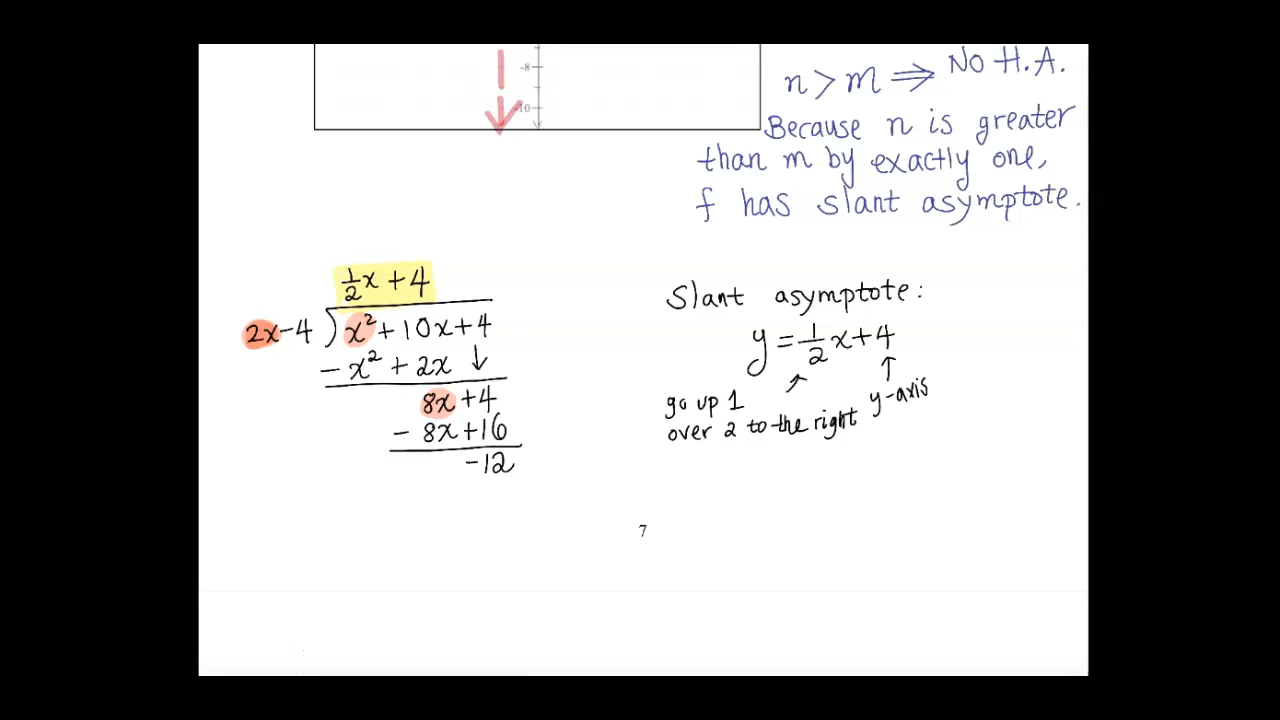 -8
-10
n > m ⇒ No H.A.
Because n is greater
than m by exactly one,
f has slant asymptote.
1/2x + 4
2x-4 ) x² + 10x + 4
- x² + 2x ↓
8x + 4
- 8x + 16
-12
Slant asymptote:
y = 1/2x + 4
go up 1
over 2 to the right
y-axis
7